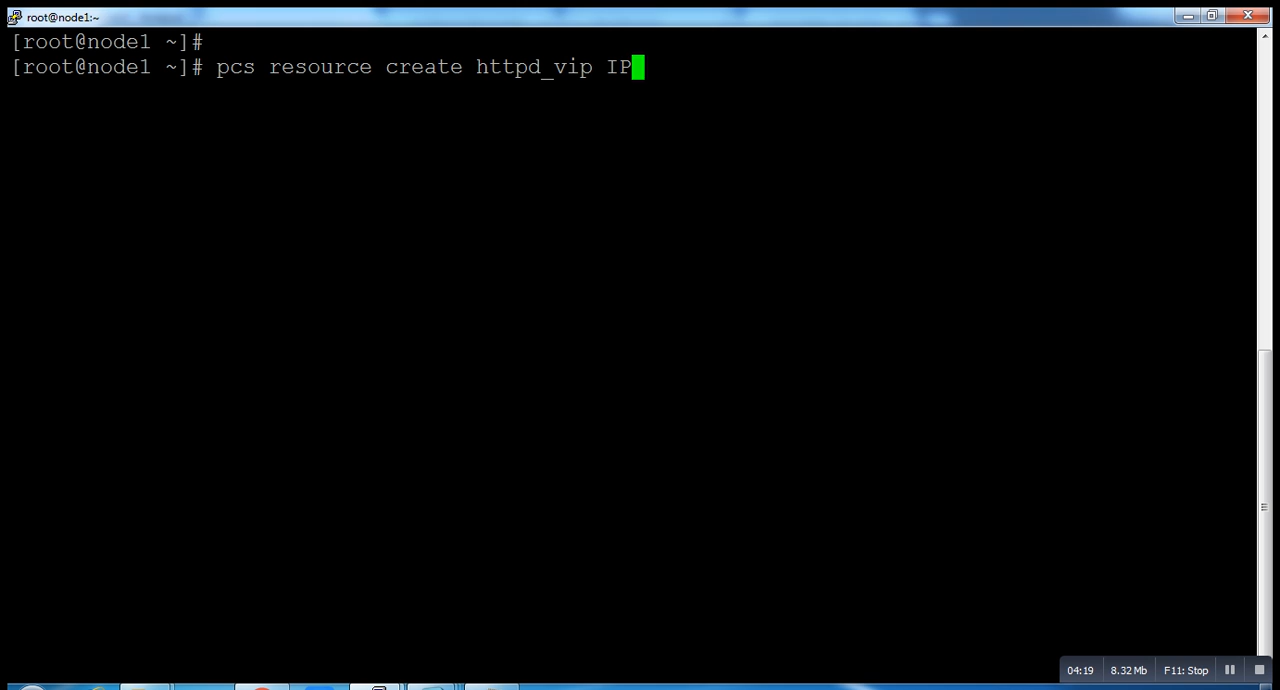 root@node1:~
[root@node1 ~]#
[root@node1 ~]# pcs resource create httpd_vip IP
04:19 8.32 Mb F11: Stop